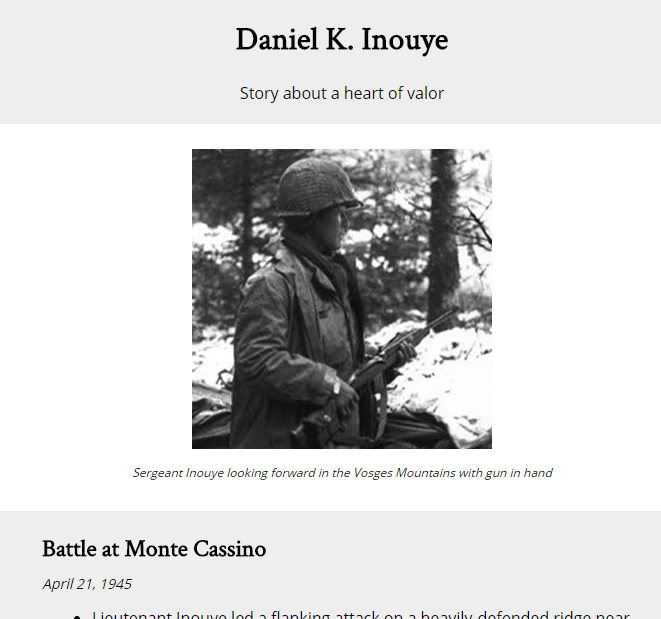 Daniel K. Inouye
Story about a heart of valor
Sergeant Inouye looking forward in the Vosges Mountains with gun in hand
Battle at Monte Cassino
April 21, 1945
• Lieutenant Inouye led a flanking attack on a heavily-defended ridge near